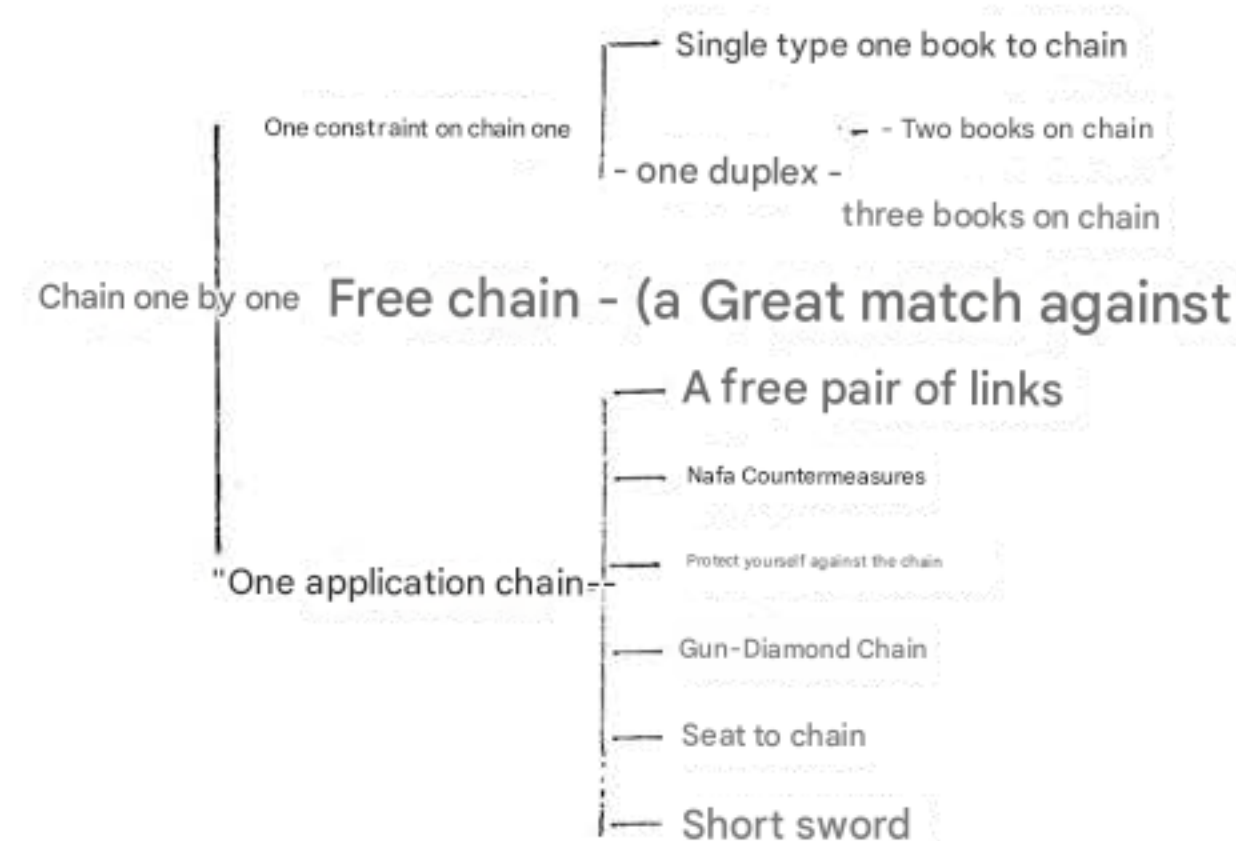 Single type one book to chain
One constraint on chain one
- Two books on chain
- one duplex -
three books on chain
Chain one by one
Free chain - (a Great match against
A free pair of links
Nafa Countermeasures
Protect yourself against the chain
"One application chain--
Gun-Diamond Chain
Seat to chain
Short sword